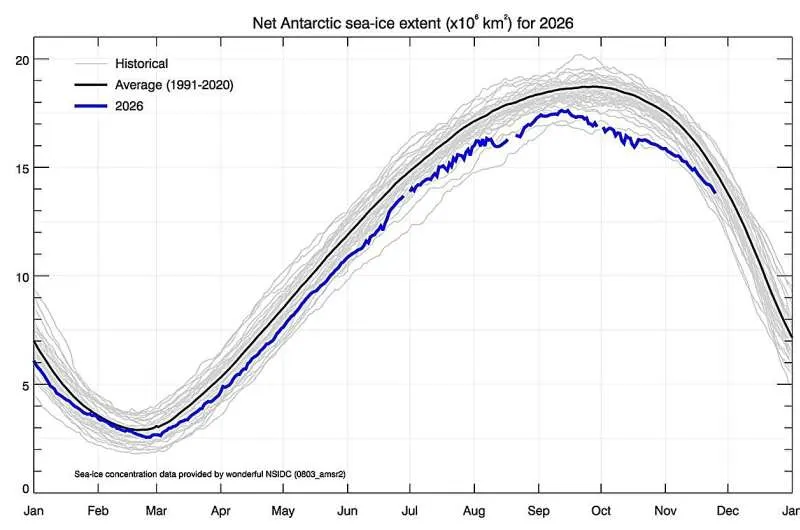 Net Antarctic sea-ice extent (x10⁶ km²) for 2026
Historical
Average (1991-2020)
2026
20
15
10
5
0
Sea-ice concentration data provided by wonderful NSIDC (0803_amsr2)
Jan Feb Mar Apr May Jun Jul Aug Sep Oct Nov Dec Jan